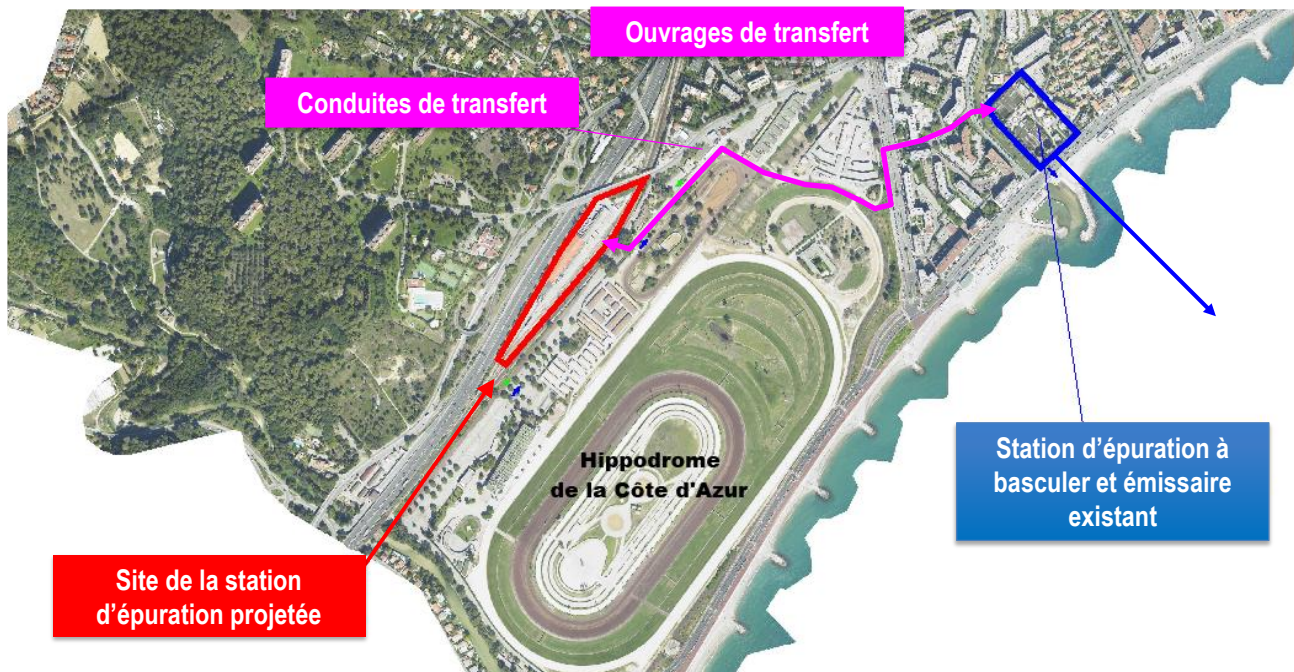 Ouvrages de transfert
Conduites de transfert
Hippodrome
de la Côte d'Azur
Station d’épuration à
basculer et émissaire
existant
Site de la station
d’épuration projetée